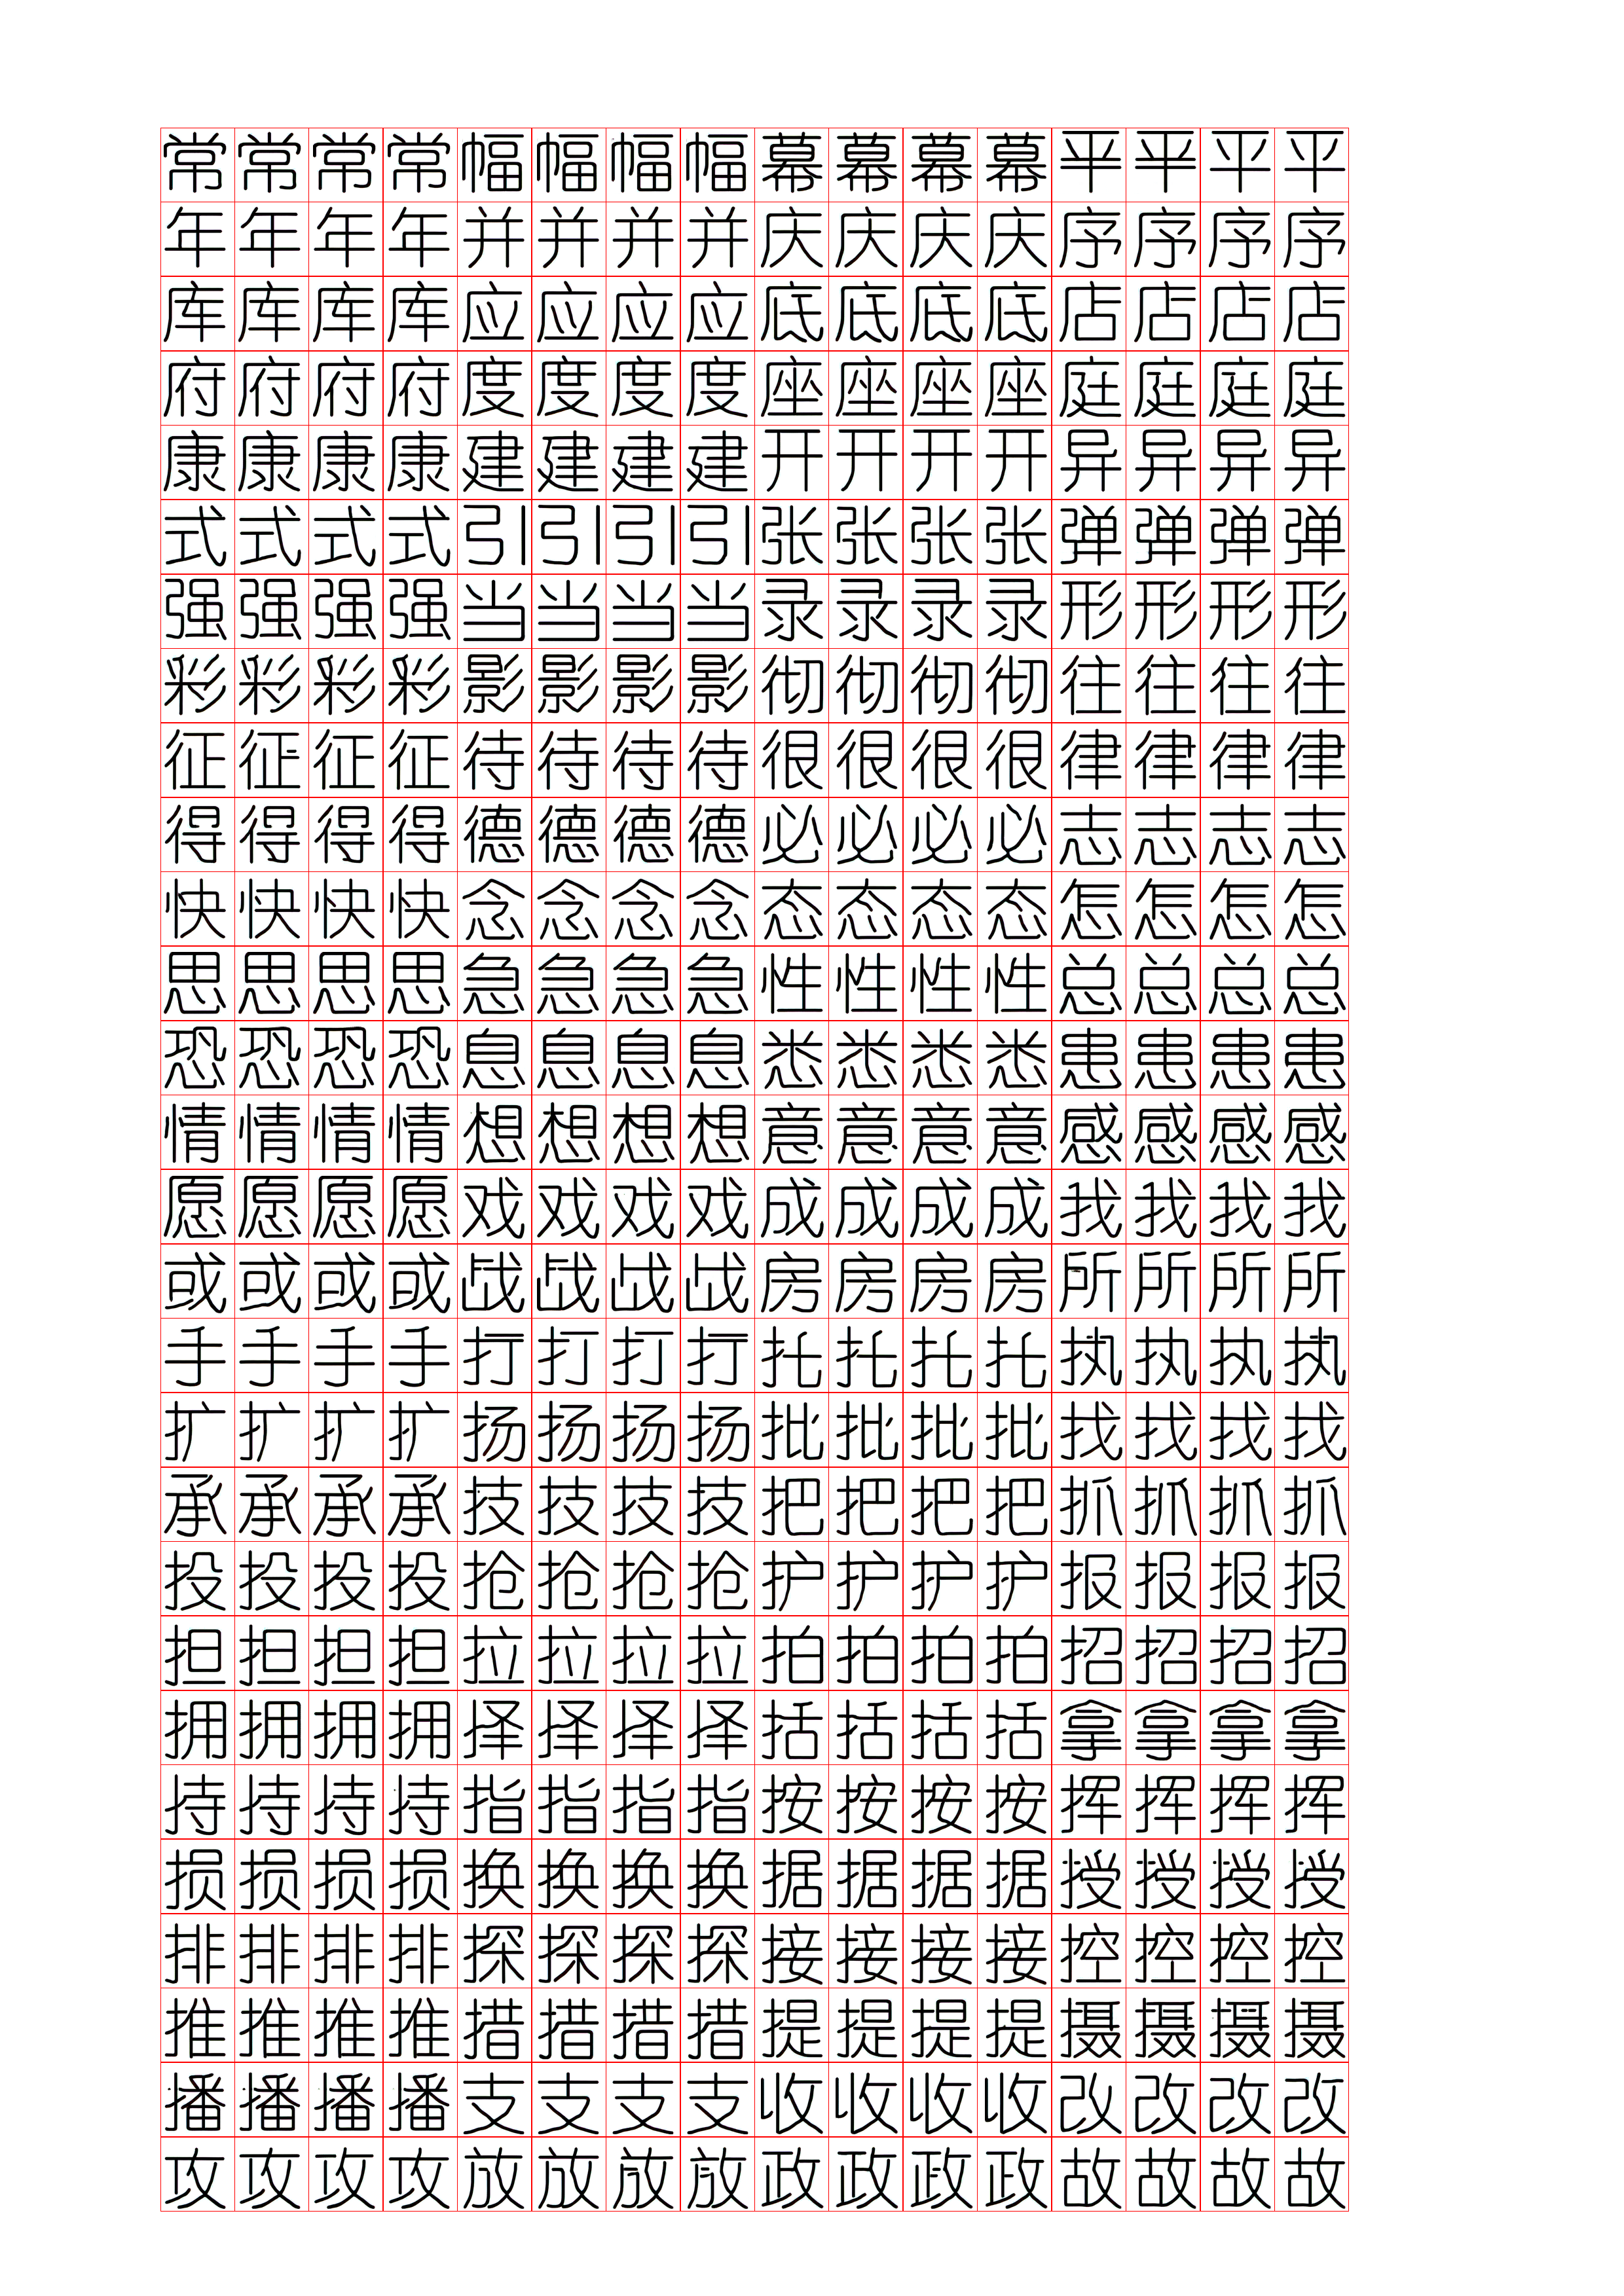 常常常常幅幅幅幅幕幕幕幕平平平平
年年年年并并并并庆庆庆庆序序序序
库库库库应应应应底底底底店店店店
府府府府度度度度座座座座庭庭庭庭
康康康康建建建建开开开开异异异异
式式式式引引引引张张张张弹弹弹弹
强强强强当当当当录录录录形形形形
彩彩彩彩影影影影彻彻彻彻往往往往
征征征征待待待待很很很很律律律律
得得得得德德德德必必必必志志志志
快快快快念念念念态态态态怎怎怎怎
思思思思急急急急性性性性总总总总
恐恐恐恐息息息息悉悉悉悉患患患患
情情情情想想想想意意意意感感感感
愿愿愿愿戏戏戏戏成成成成我我我我
或或或或战战战战房房房房所所所所
手手手手打打打打托托托托执执执执
扩扩扩扩扬扬扬扬批批批批找找找找
承承承承技技技技把把把把抓抓抓抓
投投投投抢抢抢抢护护护护报报报报
担担担担拉拉拉拉拍拍拍拍招招招招
拥拥拥拥择择择择括括括括拿拿拿拿
持持持持指指指指按按按按挥挥挥挥
损损损损换换换换据据据据授授授授
排排排排探探探探接接接接控控控控
推推推推措措措措提提提提摄摄摄摄
播播播播支支支支收收收收改改改改
攻攻攻攻放放放放政政政政故故故故